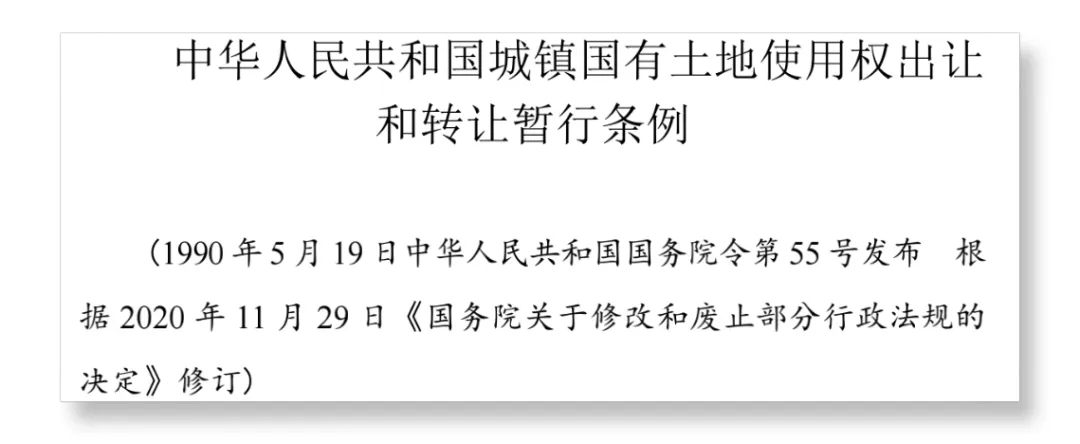 中华人民共和国城镇国有土地使用权出让
和转让暂行条例
（1990 年 5 月 19 日中华人民共和国国务院令第 55 号发布　根
据 2020 年 11 月 29 日《国务院关于修改和废止部分行政法规的
决定》修订）